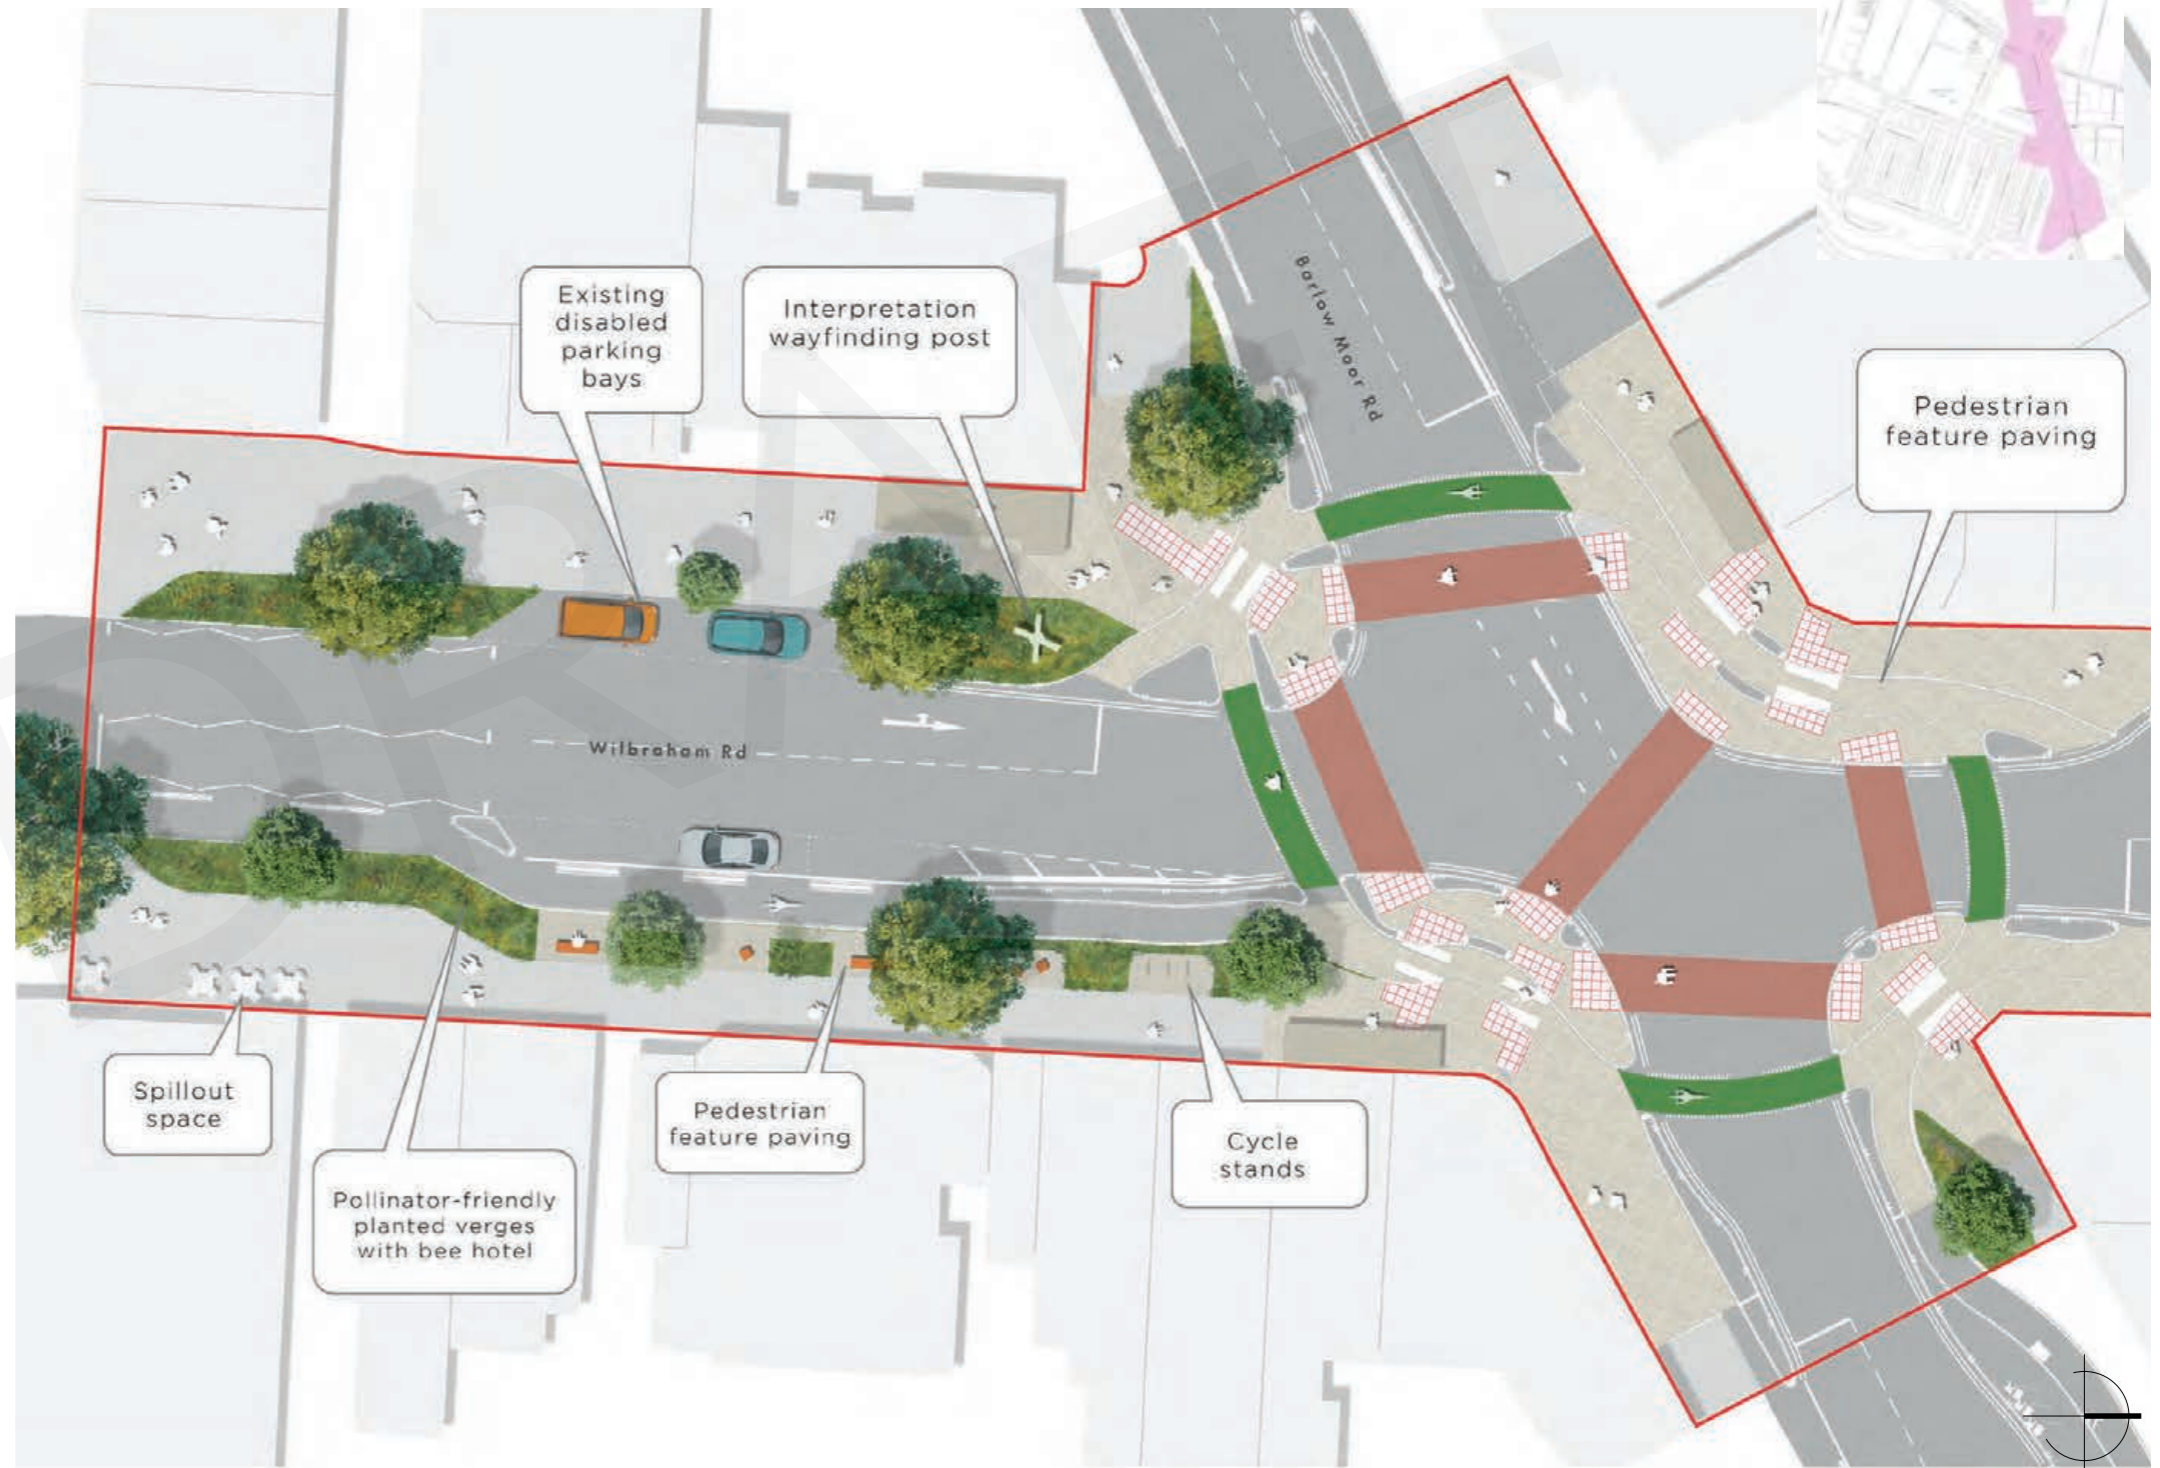 Existing
disabled
parking
bays
Interpretation
wayfinding post
Barlow Moor Rd
Pedestrian
feature paving
Wilbraham Rd
Spillout
space
Pollinator-friendly
planted verges
with bee hotel
Pedestrian
feature paving
Cycle
stands
DRAFT